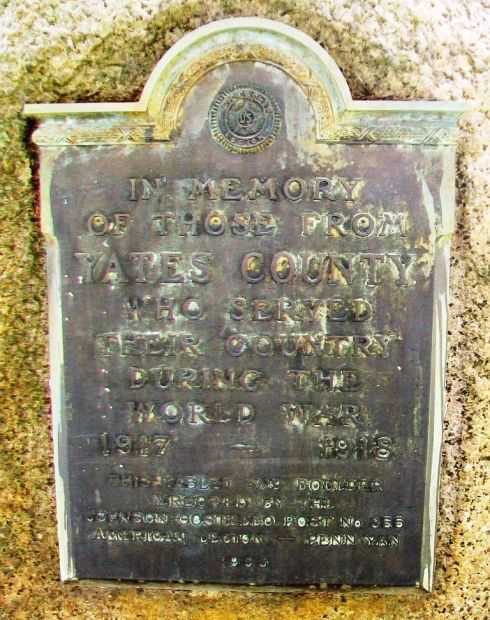 IN MEMORY
OF THOSE FROM
YATES COUNTY
WHO SERVED
THEIR COUNTRY
DURING THE
WORLD WAR
1917 — 1918
THIS TABLET AND BOULDER
ERECTED BY THE
JOHNSON-COSTELLO POST No 355
AMERICAN LEGION — PENN YAN